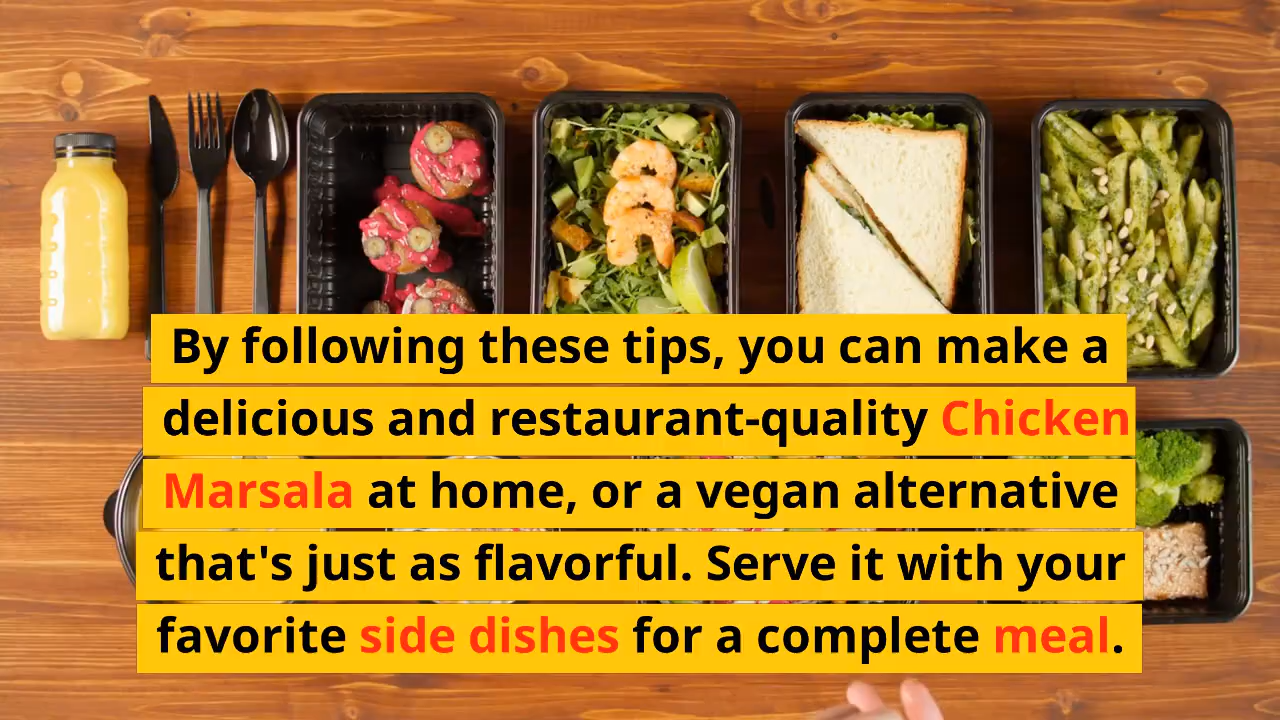 By following these tips, you can make a
delicious and restaurant-quality Chicken
Marsala at home, or a vegan alternative
that's just as flavorful. Serve it with your
favorite side dishes for a complete meal.